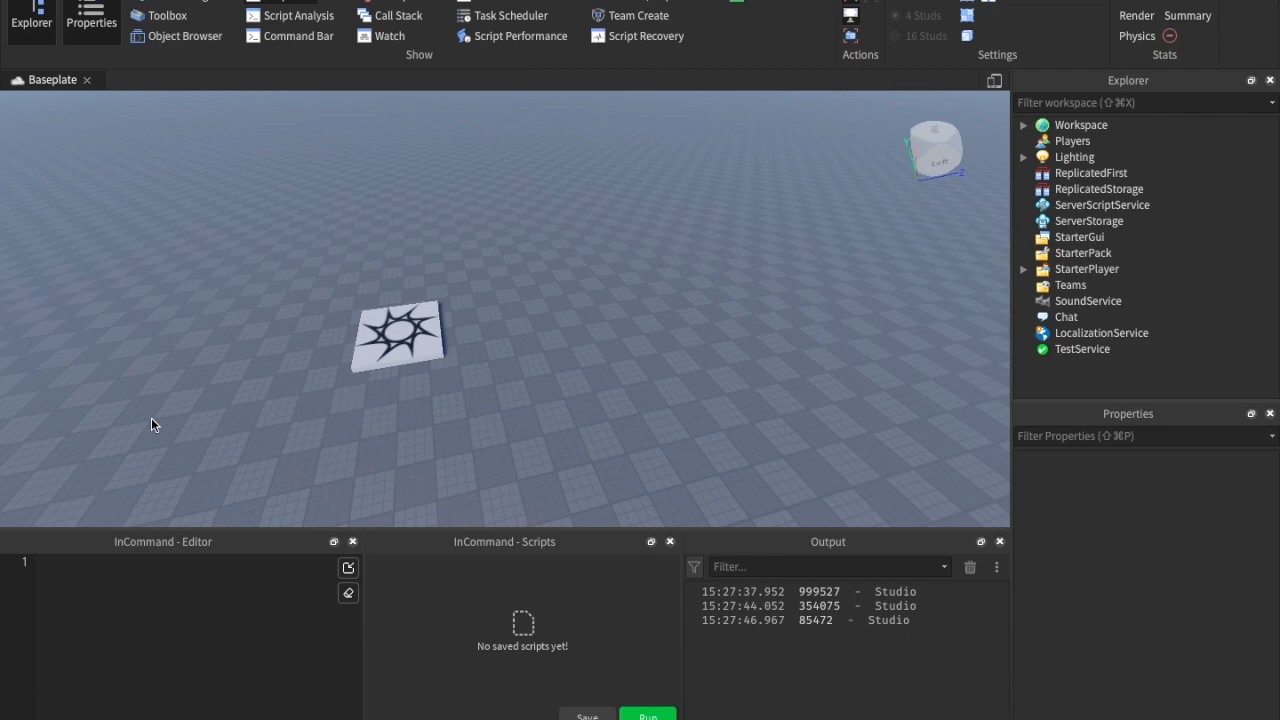 Explorer
Properties
Toolbox
Script Analysis
Call Stack
Task Scheduler
Team Create
4 Studs
Render
Summary
Object Browser
Command Bar
Watch
Script Performance
Script Recovery
16 Studs
Physics
Show
Actions
Settings
Stats
Baseplate
Explorer
Filter workspace (⇧⌘X)
Workspace
Players
Lighting
ReplicatedFirst
ReplicatedStorage
ServerScriptService
ServerStorage
StarterGui
StarterPack
StarterPlayer
Teams
SoundService
Chat
LocalizationService
TestService
Y
Left
Z
Properties
Filter Properties (⇧⌘P)
InCommand - Editor
1
InCommand - Scripts
No saved scripts yet!
Save
Run
Output
Filter...
15:27:37.952 999527 - Studio
15:27:44.052 354075 - Studio
15:27:46.967 85472 - Studio